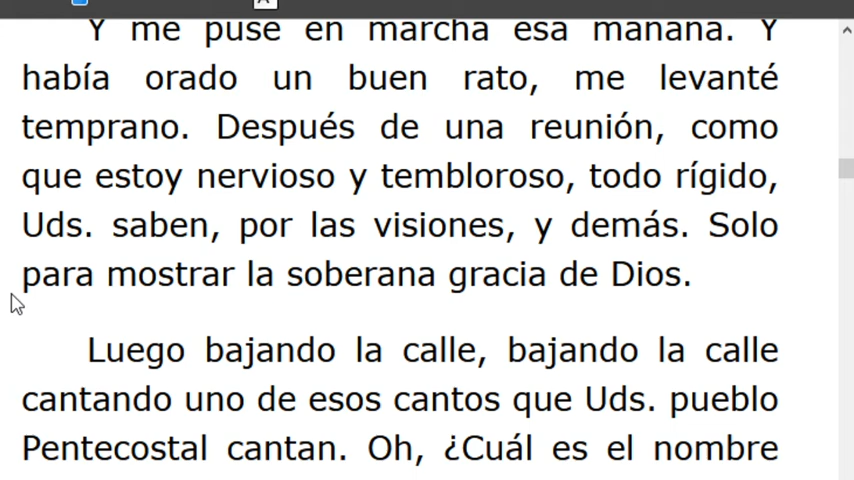 Y me puse en marcha esa mañana. Y
había orado un buen rato, me levanté
temprano. Después de una reunión, como
que estoy nervioso y tembloroso, todo rígido,
Uds. saben, por las visiones, y demás. Solo
para mostrar la soberana gracia de Dios.
Luego bajando la calle, bajando la calle
cantando uno de esos cantos que Uds. pueblo
Pentecostal cantan. Oh, ¿Cuál es el nombre